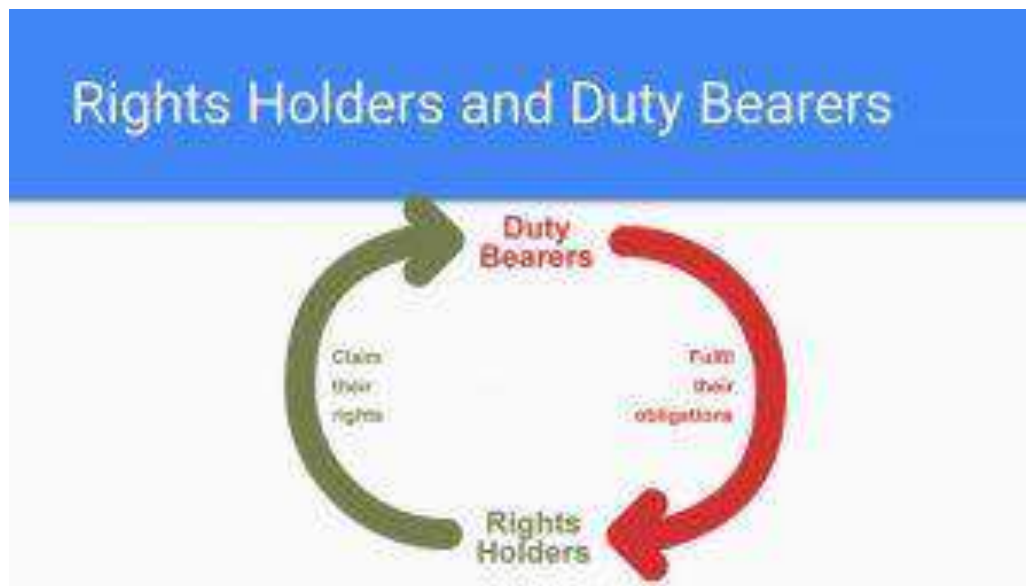 Rights Holders and Duty Bearers
Duty
Bearers
Claim
their
rights
Fulfil
their
obligations
Rights
Holders